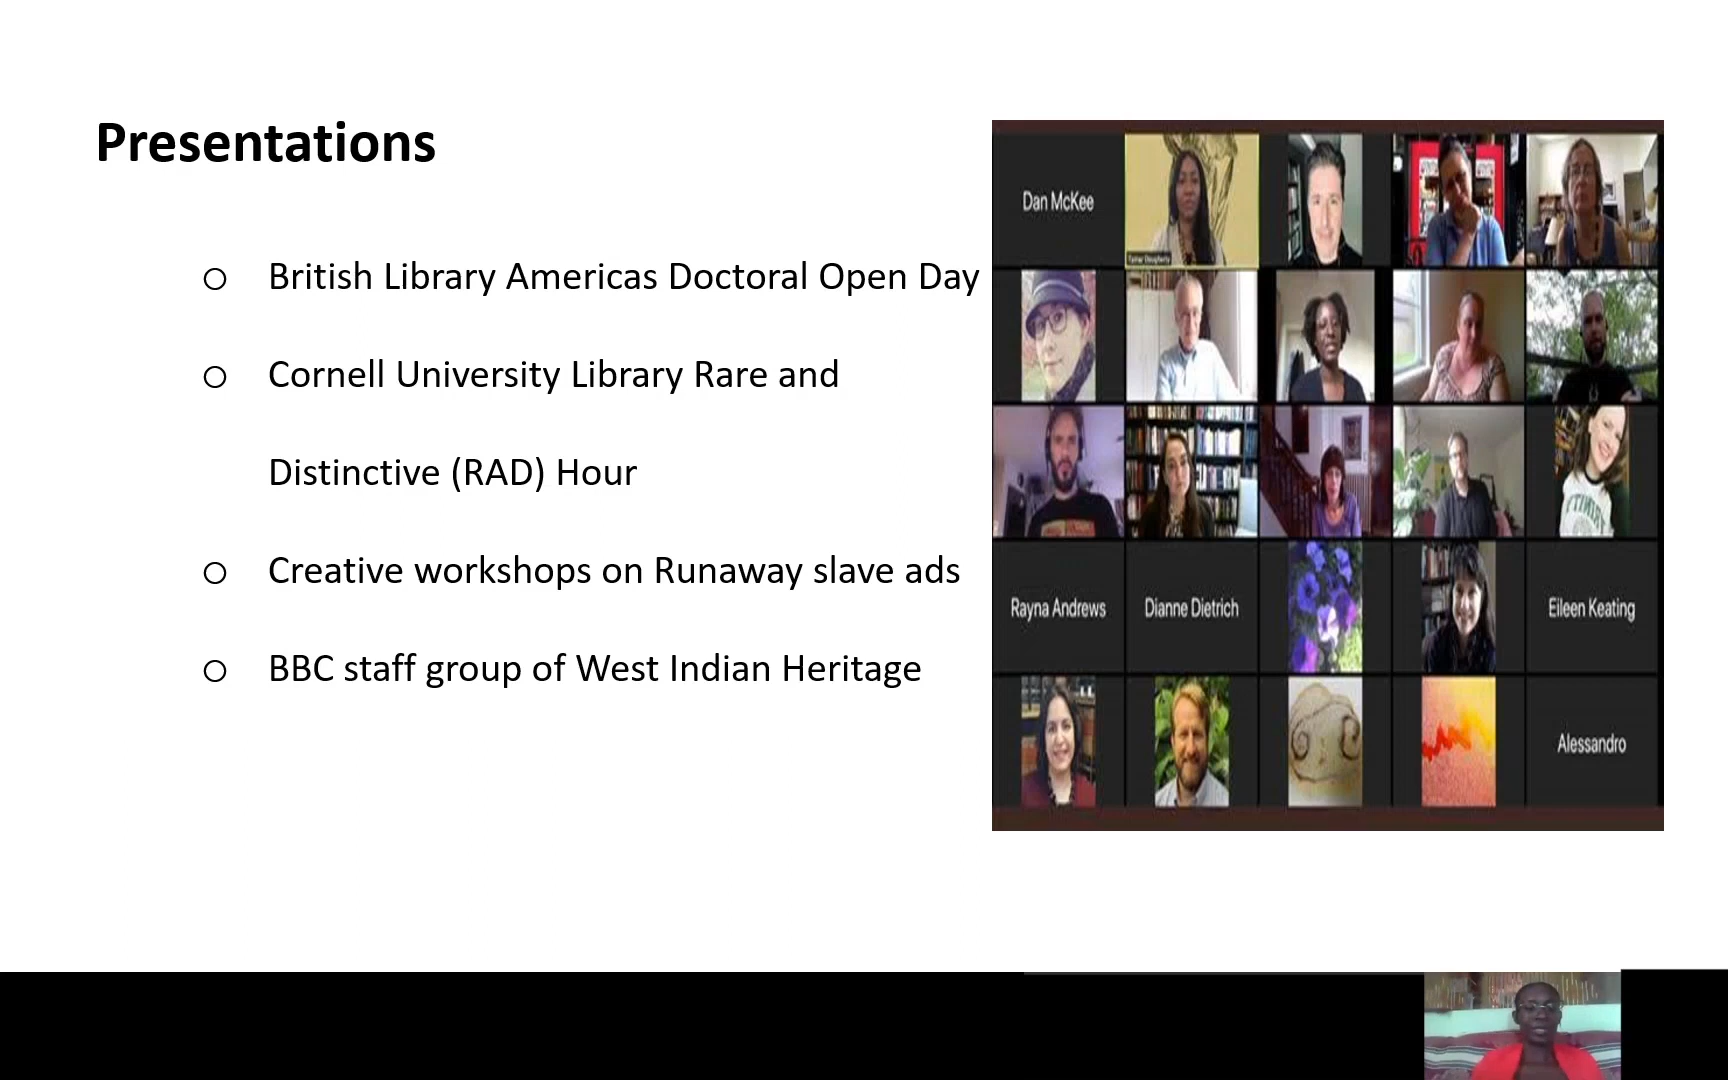 Presentations
○ British Library Americas Doctoral Open Day
○ Cornell University Library Rare and
Distinctive (RAD) Hour
○ Creative workshops on Runaway slave ads
○ BBC staff group of West Indian Heritage
Dan McKee
Rayna Andrews
Dianne Dietrich
Eileen Keating
Alessandro